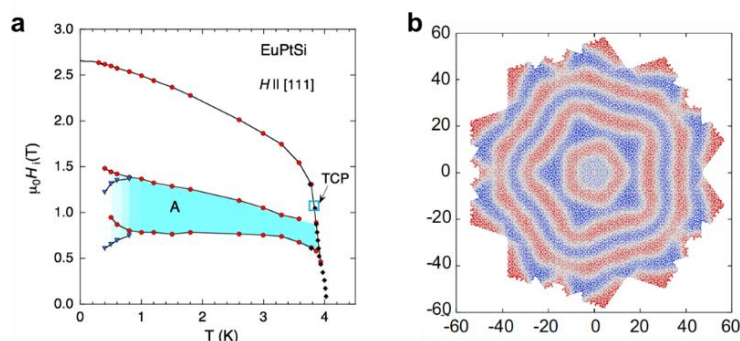 a
b
EuPtSi
H II [111]
TCP
A
μ₀Hᵢ(T)
3.0
2.5
2.0
1.5
1.0
0.5
0.0
0 1 2 3 4
T (K)
60
40
20
0
-20
-40
-60
-60 -40 -20 0 20 40 60